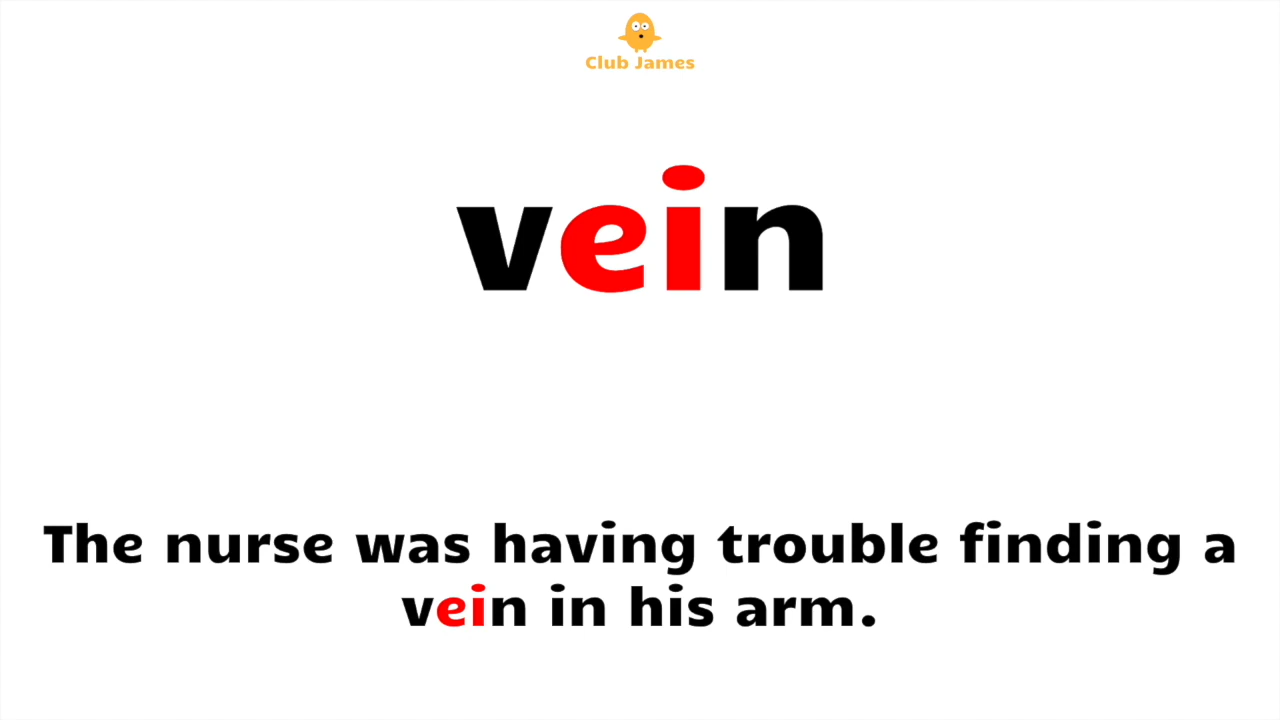 Club James
vein
The nurse was having trouble finding a
vein in his arm.